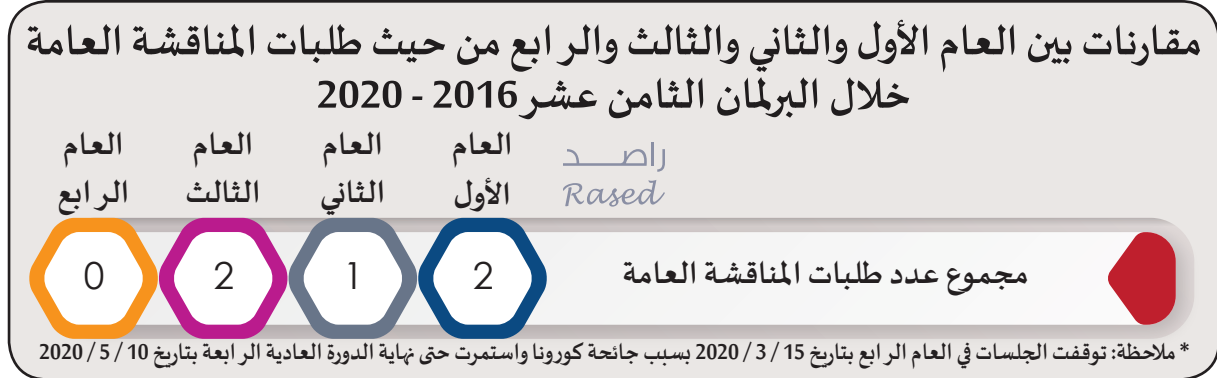 مقارنات بين العام الأول والثاني والثالث والرابع من حيث طلبات المناقشة العامة
خلال البرلمان الثامن عشر 2016 - 2020
راصد
Rased
العام الأول
العام الثاني
العام الثالث
العام الرابع
مجموع عدد طلبات المناقشة العامة
2
1
2
0
* ملاحظة: توقفت الجلسات في العام الرابع بتاريخ 15 / 3 / 2020 بسبب جائحة كورونا واستمرت حتى نهاية الدورة العادية الرابعة بتاريخ 10 / 5 / 2020